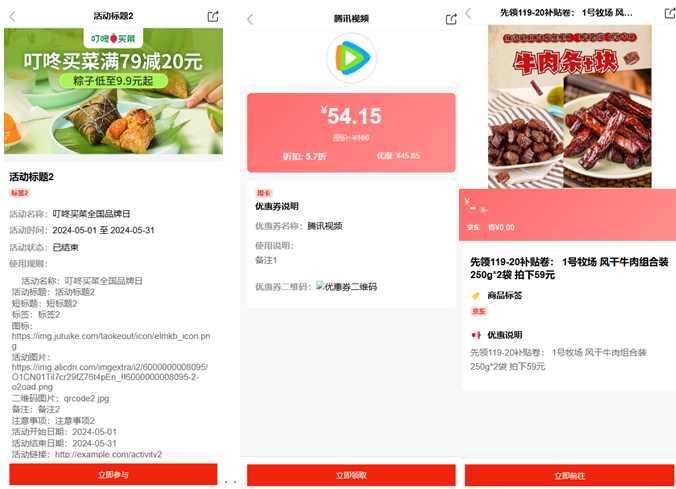 活动标题2
叮咚买菜
叮咚买菜满79减20元
粽子低至9.9元起
活动标题2
标签2
活动名称：叮咚买菜全国品牌日
活动时间：2024-05-01 至 2024-05-31
活动状态：已结束
使用规则：
活动名称：叮咚买菜全国品牌日
活动标题：活动标题2
短标题：短标题2
标签：标签2
图标：
https://img.jutuike.com/taokeout/icon/elmkb_icon.pn
g
活动图片：
https://img.alicdn.com/imgextra/i2/6000000008095/
O1CN01Til7cr29fZ76t4pEn_!!6000000008095-2-
o2oad.png
二维码图片：qrcode2.jpg
备注：备注2
注意事项：注意事项2
活动开始日期：2024-05-01
活动结束日期：2024-05-31
活动链接：http://example.com/activity2
立即参与
. .
腾讯视频
¥54.15
原价: ¥100
折扣: 5.7折
优惠: ¥45.85
周卡
优惠券说明
优惠券名称：腾讯视频
使用说明：
备注1
优惠券二维码：优惠券二维码
立即领取
先领119-20补贴卷： 1号牧场 风...
牛肉条+块
¥
-- ¥--
京东 省¥0.00
先领119-20补贴卷： 1号牧场 风干牛肉组合装
250g*2袋 拍下59元
商品标签
京东
优惠说明
先领119-20补贴卷： 1号牧场 风干牛肉组合装
250g*2袋 拍下59元
立即前往